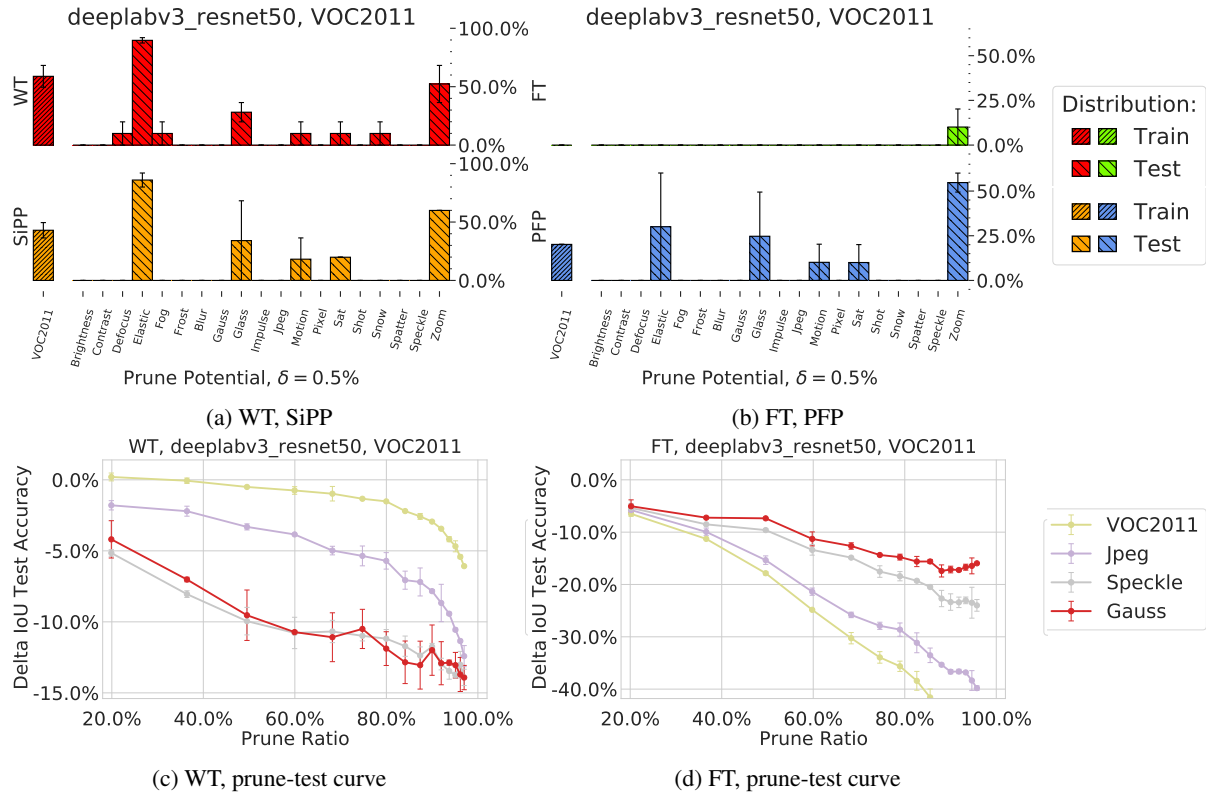 deeplabv3_resnet50, VOC2011
WT
100.0%
50.0%
0.0%
SiPP
100.0%
50.0%
0.0%
VOC2011
Brightness
Contrast
Defocus
Elastic
Fog
Frost
Blur
Gauss
Glass
Impulse
Jpeg
Motion
Pixel
Sat
Shot
Snow
Spatter
Speckle
Zoom
Prune Potential, δ = 0.5%
(a) WT, SiPP
deeplabv3_resnet50, VOC2011
FT
50.0%
25.0%
0.0%
PFP
50.0%
25.0%
0.0%
VOC2011
Brightness
Contrast
Defocus
Elastic
Fog
Frost
Blur
Gauss
Glass
Impulse
Jpeg
Motion
Pixel
Sat
Shot
Snow
Spatter
Speckle
Zoom
Prune Potential, δ = 0.5%
(b) FT, PFP
Distribution:
Train
Test
Train
Test
WT, deeplabv3_resnet50, VOC2011
Delta IoU Test Accuracy
0.0%
-5.0%
-10.0%
-15.0%
20.0% 40.0% 60.0% 80.0% 100.0%
Prune Ratio
(c) WT, prune-test curve
FT, deeplabv3_resnet50, VOC2011
Delta IoU Test Accuracy
0.0%
-10.0%
-20.0%
-30.0%
-40.0%
20.0% 40.0% 60.0% 80.0% 100.0%
Prune Ratio
(d) FT, prune-test curve
VOC2011
Jpeg
Speckle
Gauss